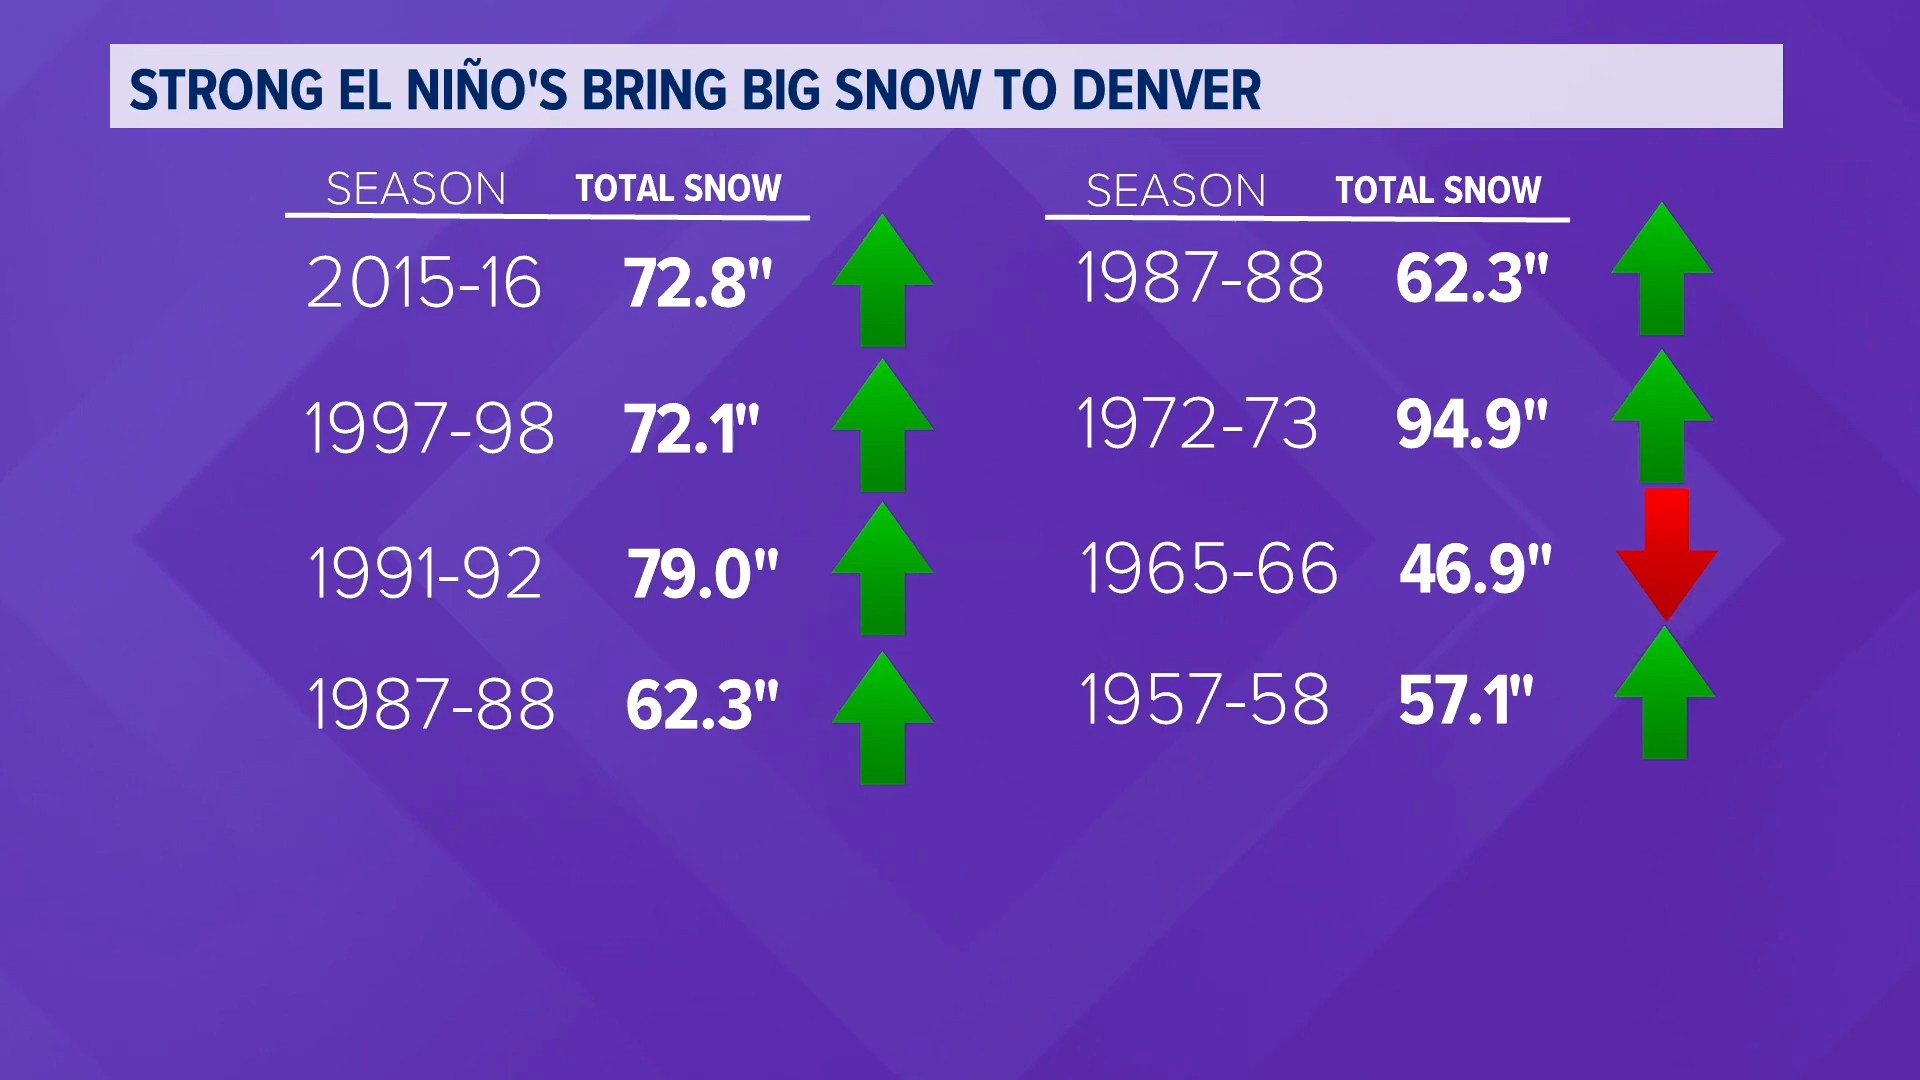 STRONG EL NIÑO'S BRING BIG SNOW TO DENVER
SEASON TOTAL SNOW
2015-16 72.8"
1997-98 72.1"
1991-92 79.0"
1987-88 62.3"
SEASON TOTAL SNOW
1987-88 62.3"
1972-73 94.9"
1965-66 46.9"
1957-58 57.1"